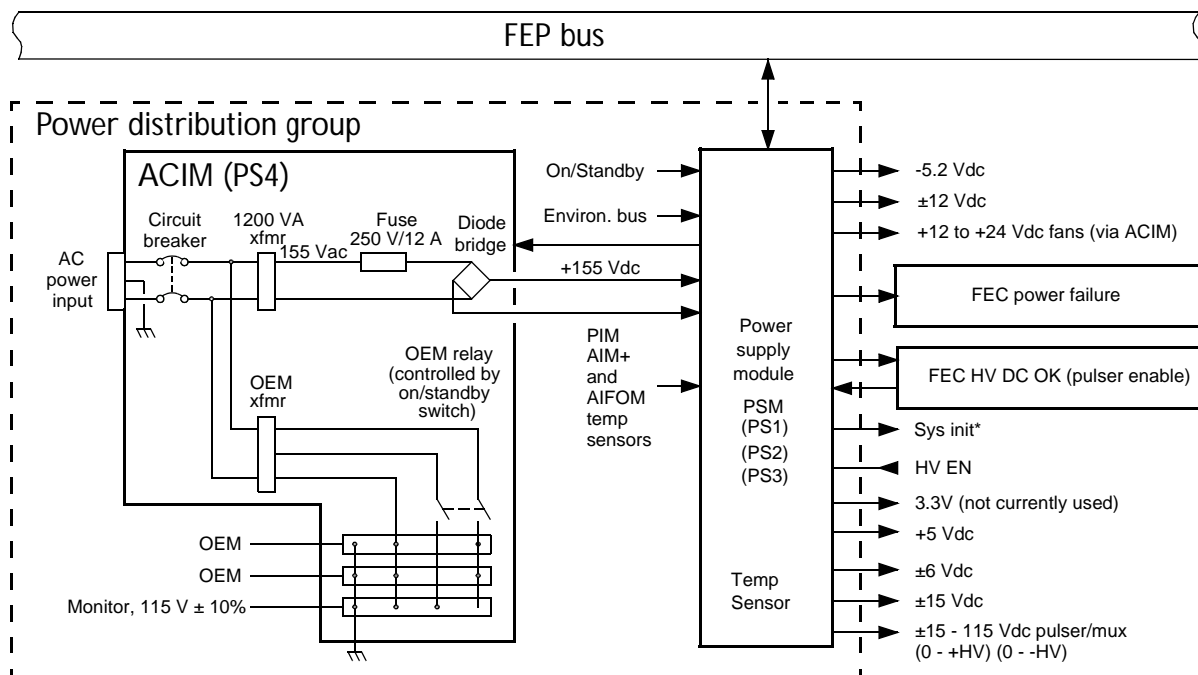 FEP bus
Power distribution group
ACIM (PS4)
Circuit
breaker
1200 VA
xfmr
155 Vac
Fuse
250 V/12 A
Diode
bridge
AC
power
input
+155 Vdc
OEM
xfmr
OEM relay
(controlled by
on/standby
switch)
OEM
OEM
Monitor, 115 V ± 10%
On/Standby
Environ. bus
PIM
AIM+
and
AIFOM
temp
sensors
Power
supply
module
PSM
(PS1)
(PS2)
(PS3)
Temp
Sensor
-5.2 Vdc
±12 Vdc
+12 to +24 Vdc fans (via ACIM)
FEC power failure
FEC HV DC OK (pulser enable)
Sys init*
HV EN
3.3V (not currently used)
+5 Vdc
±6 Vdc
±15 Vdc
±15 - 115 Vdc pulser/mux
(0 - +HV) (0 - -HV)